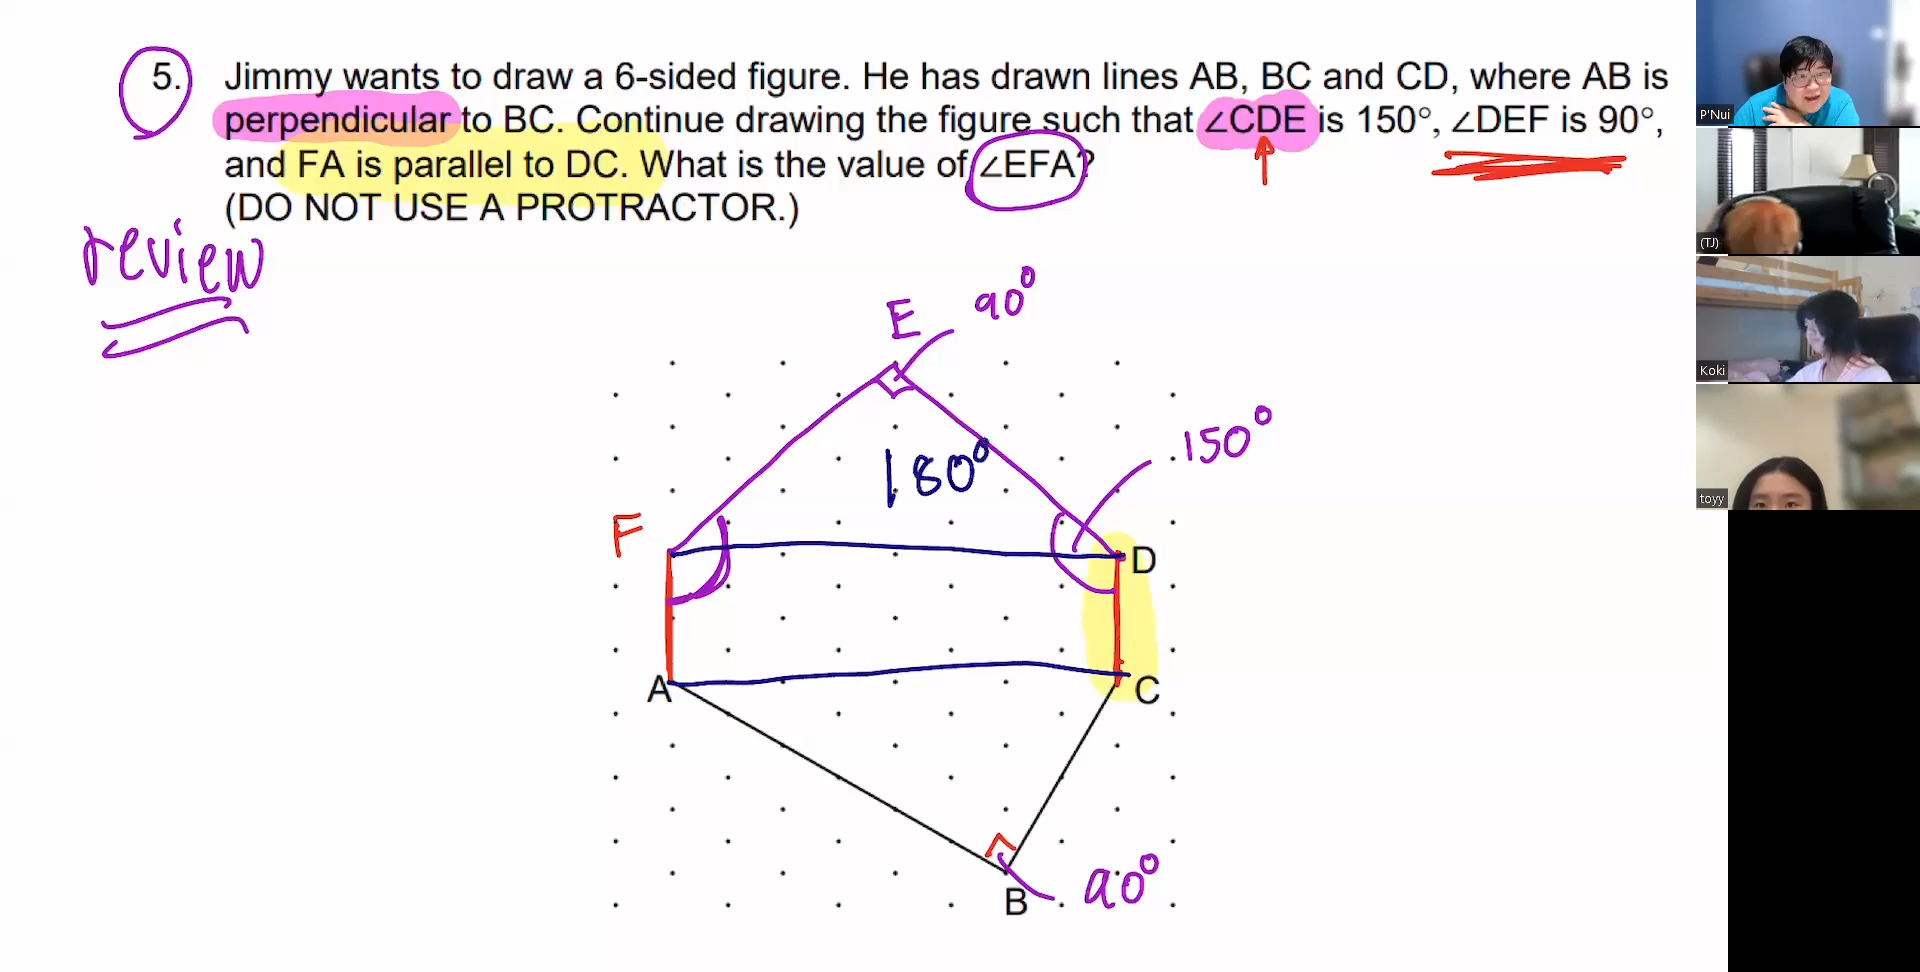 5. Jimmy wants to draw a 6-sided figure. He has drawn lines AB, BC and CD, where AB is
perpendicular to BC. Continue drawing the figure such that ∠CDE is 150°, ∠DEF is 90°,
and FA is parallel to DC. What is the value of ∠EFA?
(DO NOT USE A PROTRACTOR.)
review
E 90°
150°
180°
F
D
A
C
B
90°
P'Nui
(TJ)
Koki
toyy